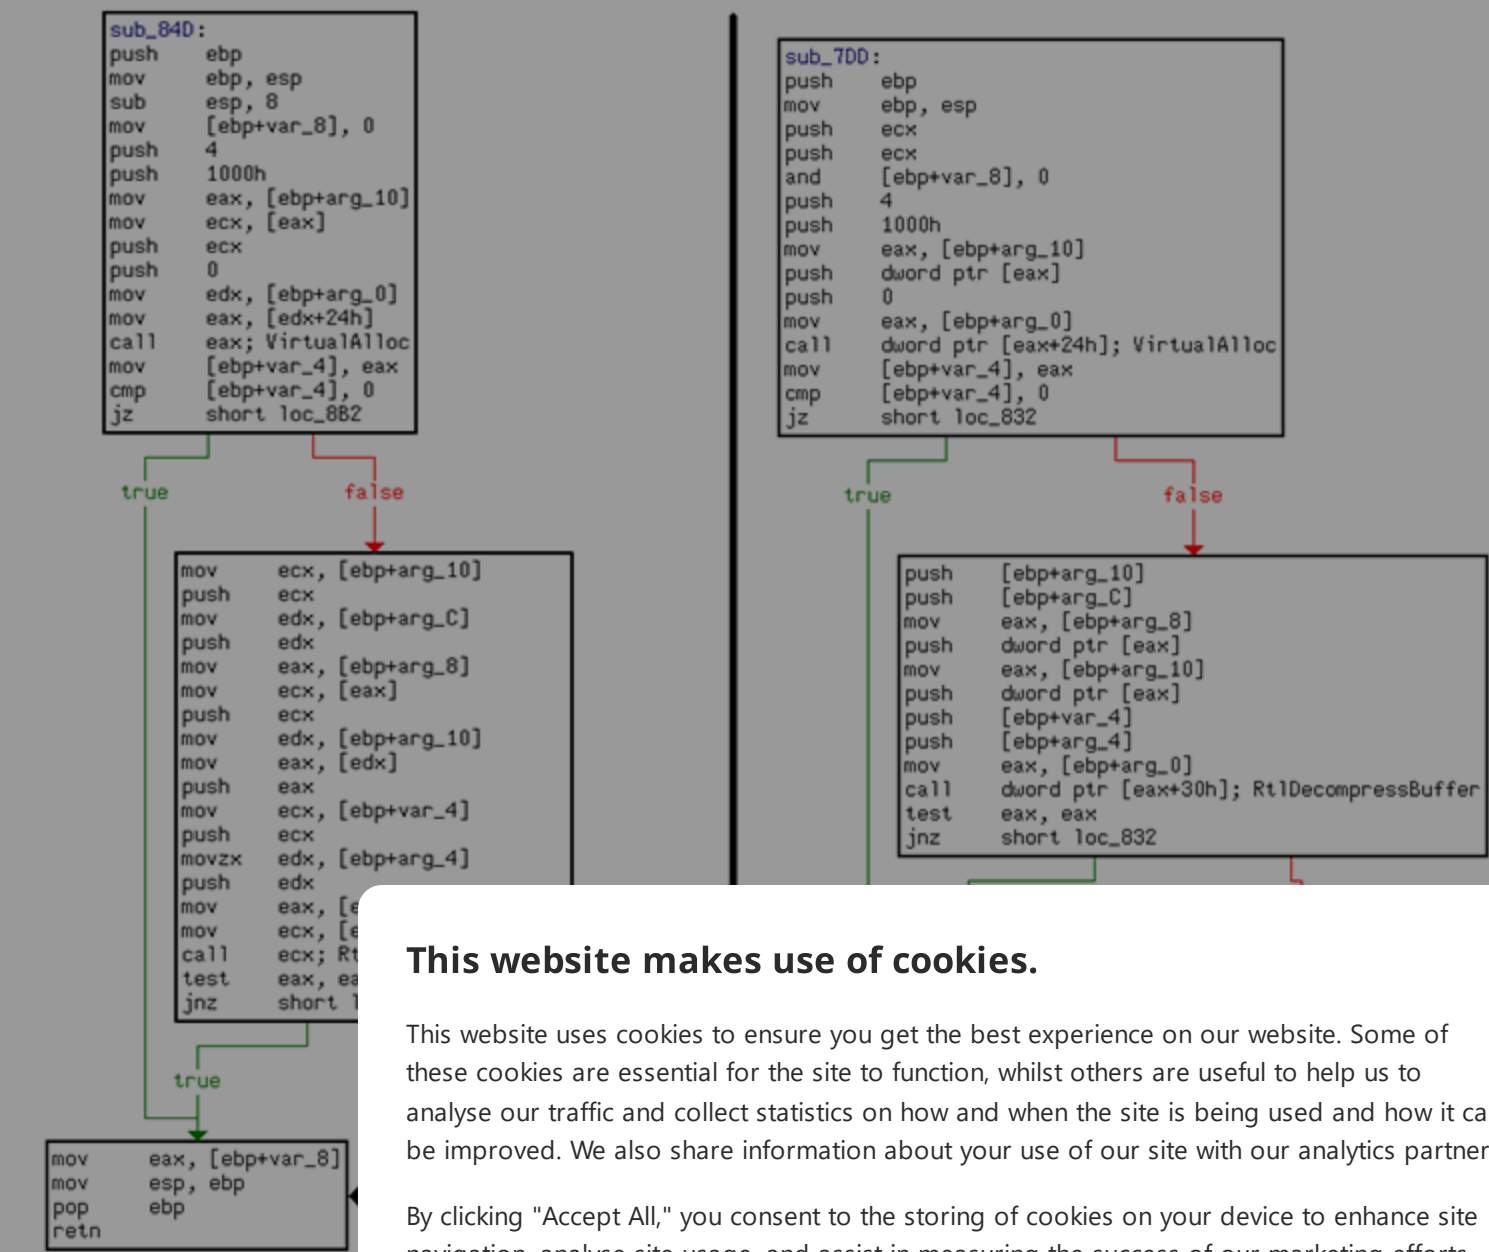 sub_84D:
push ebp
mov ebp, esp
sub esp, 8
mov [ebp+var_8], 0
push 4
push 1000h
mov eax, [ebp+arg_10]
mov ecx, [eax]
push ecx
push 0
mov edx, [ebp+arg_0]
mov eax, [edx+24h]
call eax; VirtualAlloc
mov [ebp+var_4], eax
cmp [ebp+var_4], 0
jz short loc_8B2
true
false
mov ecx, [ebp+arg_10]
push ecx
mov edx, [ebp+arg_C]
push edx
mov eax, [ebp+arg_8]
mov ecx, [eax]
push ecx
mov edx, [ebp+arg_10]
mov eax, [edx]
push eax
mov ecx, [ebp+var_4]
push ecx
movzx edx, [ebp+arg_4]
push edx
mov eax, [
mov ecx, [
call ecx;
test eax,
jnz short
true
mov eax, [ebp+var_8]
mov esp, ebp
pop ebp
retn
sub_7DD:
push ebp
mov ebp, esp
push ecx
push ecx
and [ebp+var_8], 0
push 4
push 1000h
mov eax, [ebp+arg_10]
push dword ptr [eax]
push 0
mov eax, [ebp+arg_0]
call dword ptr [eax+24h]; VirtualAlloc
mov [ebp+var_4], eax
cmp [ebp+var_4], 0
jz short loc_832
true
false
push [ebp+arg_10]
push [ebp+arg_C]
mov eax, [ebp+arg_8]
push dword ptr [eax]
mov eax, [ebp+arg_10]
push dword ptr [eax]
push [ebp+var_4]
push [ebp+arg_4]
mov eax, [ebp+arg_0]
call dword ptr [eax+30h]; RtlDecompressBuffer
test eax, eax
jnz short loc_832
This website makes use of cookies.
This website uses cookies to ensure you get the best experience on our website. Some of
these cookies are essential for the site to function, whilst others are useful to help us to
analyse our traffic and collect statistics on how and when the site is being used and how it ca
be improved. We also share information about your use of our site with our analytics partner
By clicking "Accept All," you consent to the storing of cookies on your device to enhance site
navigation, analyse site usage, and assist in measuring the success of our marketing efforts